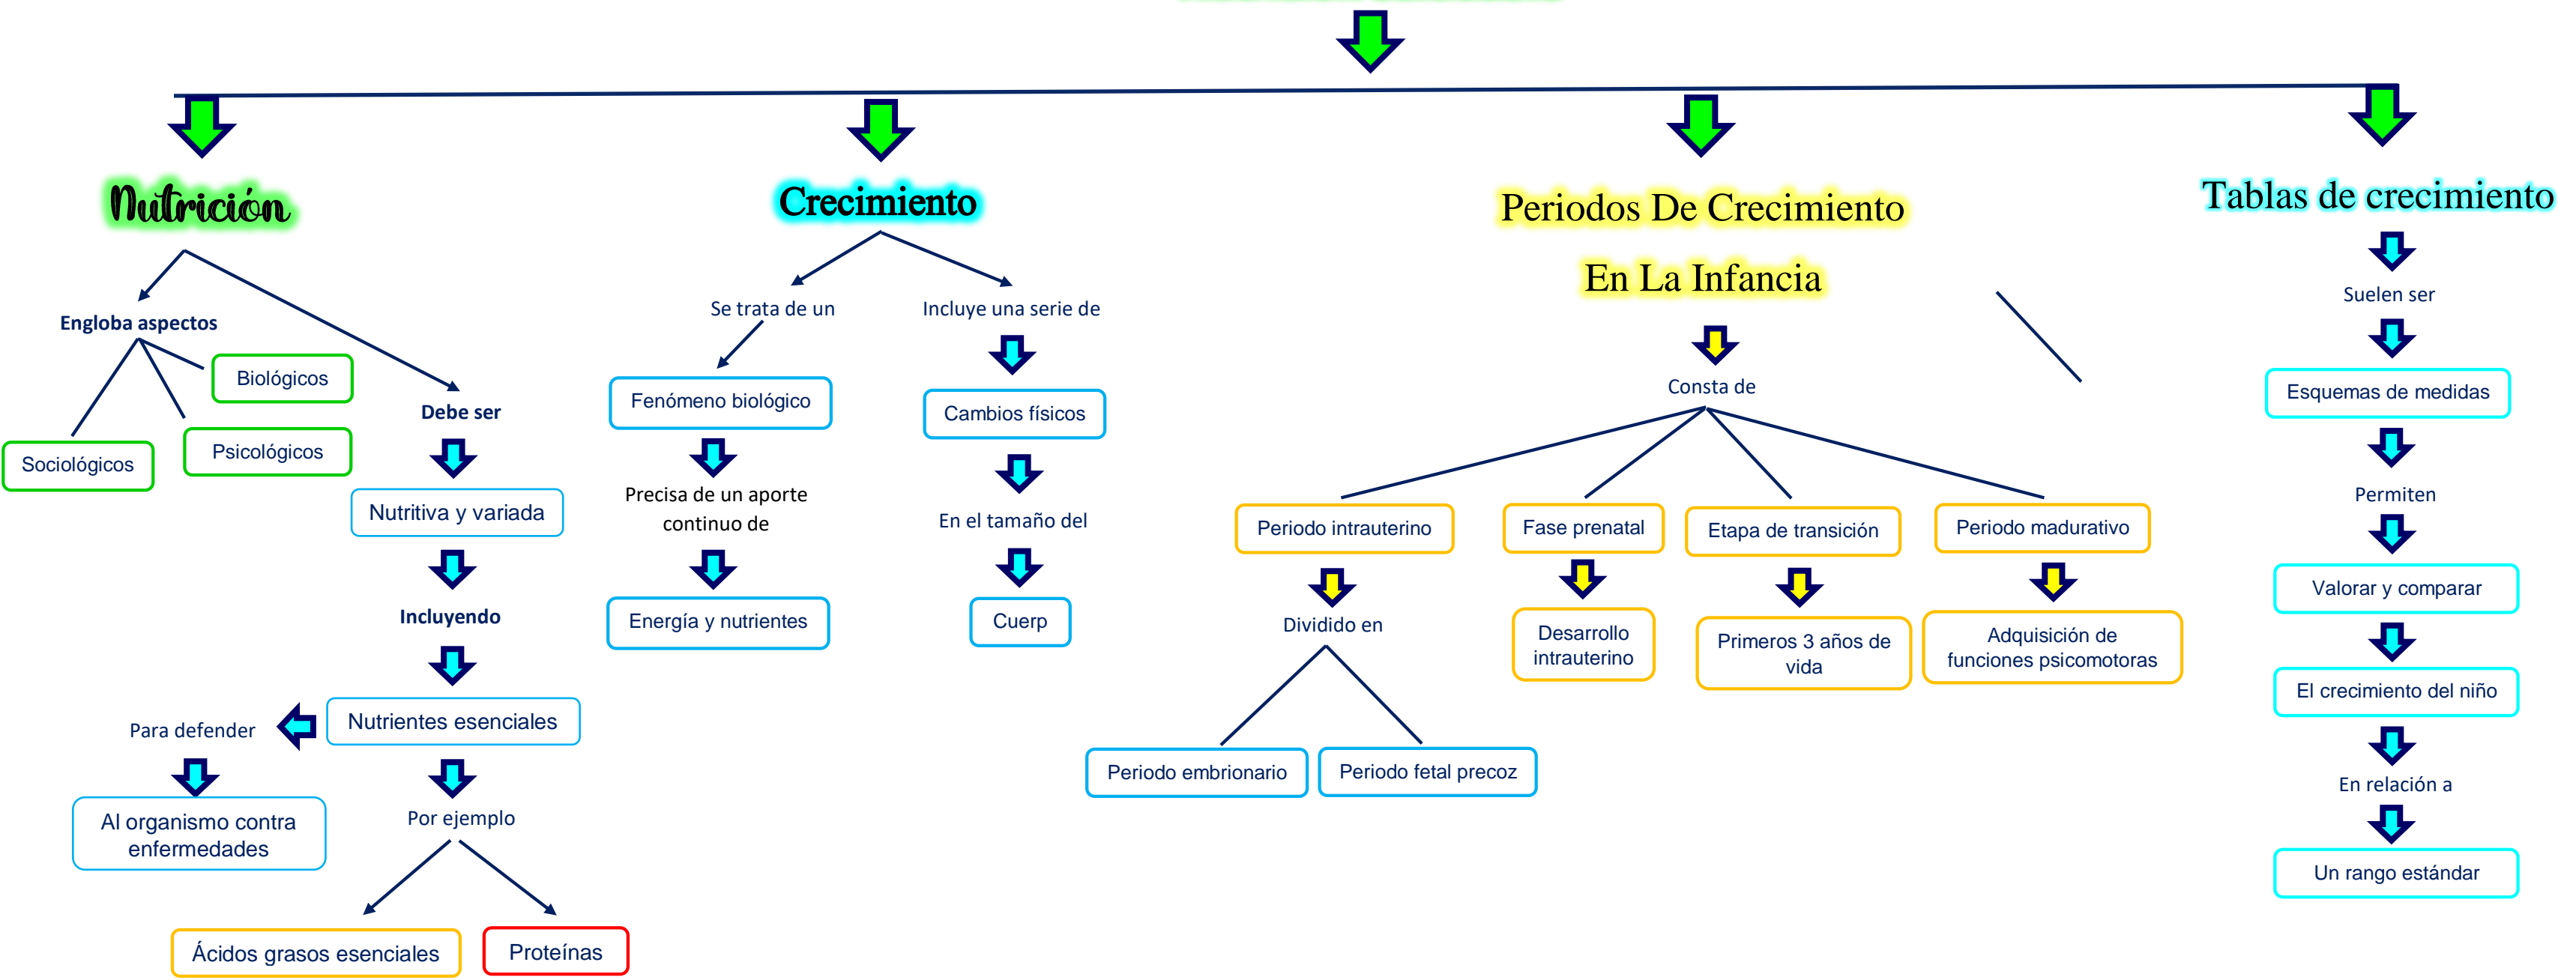 Nutrición
Crecimiento
Periodos De Crecimiento
En La Infancia
Tablas de crecimiento
Engloba aspectos
Biológicos
Psicológicos
Sociológicos
Debe ser
Nutritiva y variada
Incluyendo
Nutrientes esenciales
Para defender
Al organismo contra
enfermedades
Por ejemplo
Ácidos grasos esenciales
Proteínas
Se trata de un
Fenómeno biológico
Precisa de un aporte
continuo de
Energía y nutrientes
Incluye una serie de
Cambios físicos
En el tamaño del
Cuerp
Consta de
Periodo intrauterino
Dividido en
Periodo embrionario
Periodo fetal precoz
Fase prenatal
Desarrollo
intrauterino
Etapa de transición
Primeros 3 años de
vida
Periodo madurativo
Adquisición de
funciones psicomotoras
Suelen ser
Esquemas de medidas
Permiten
Valorar y comparar
El crecimiento del niño
En relación a
Un rango estándar